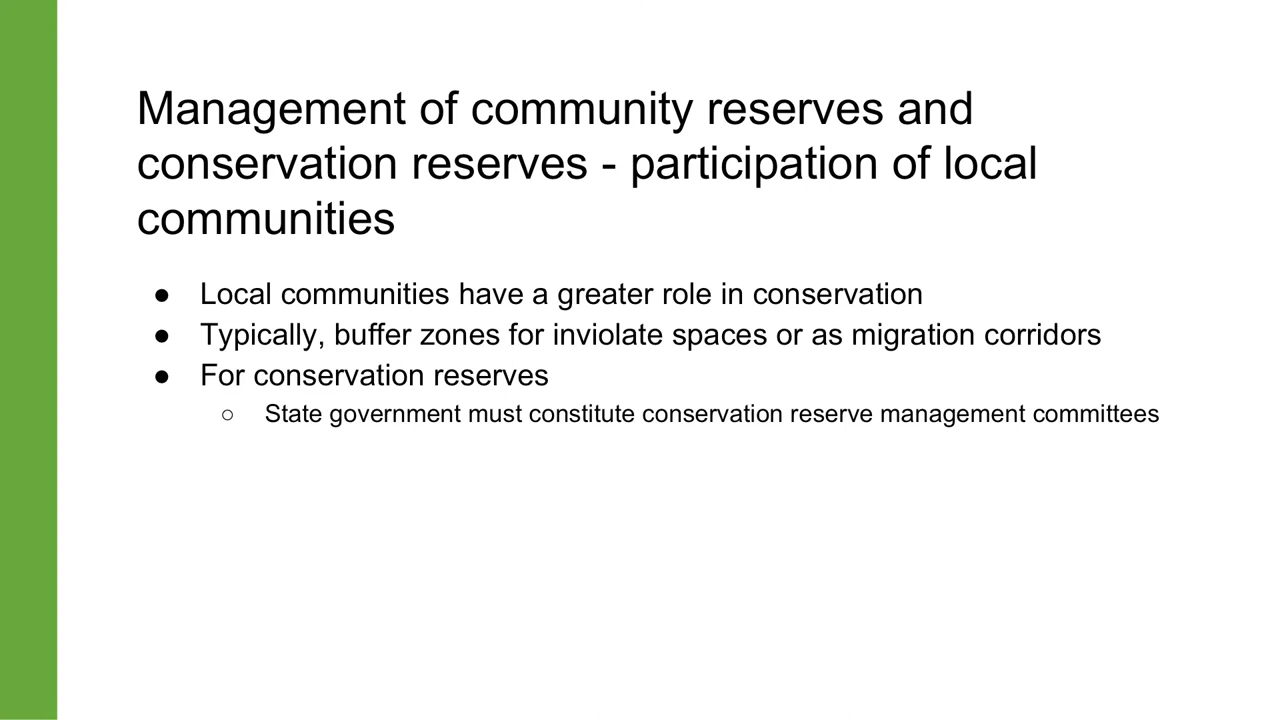 Management of community reserves and
conservation reserves - participation of local
communities
● Local communities have a greater role in conservation
● Typically, buffer zones for inviolate spaces or as migration corridors
● For conservation reserves
○ State government must constitute conservation reserve management committees